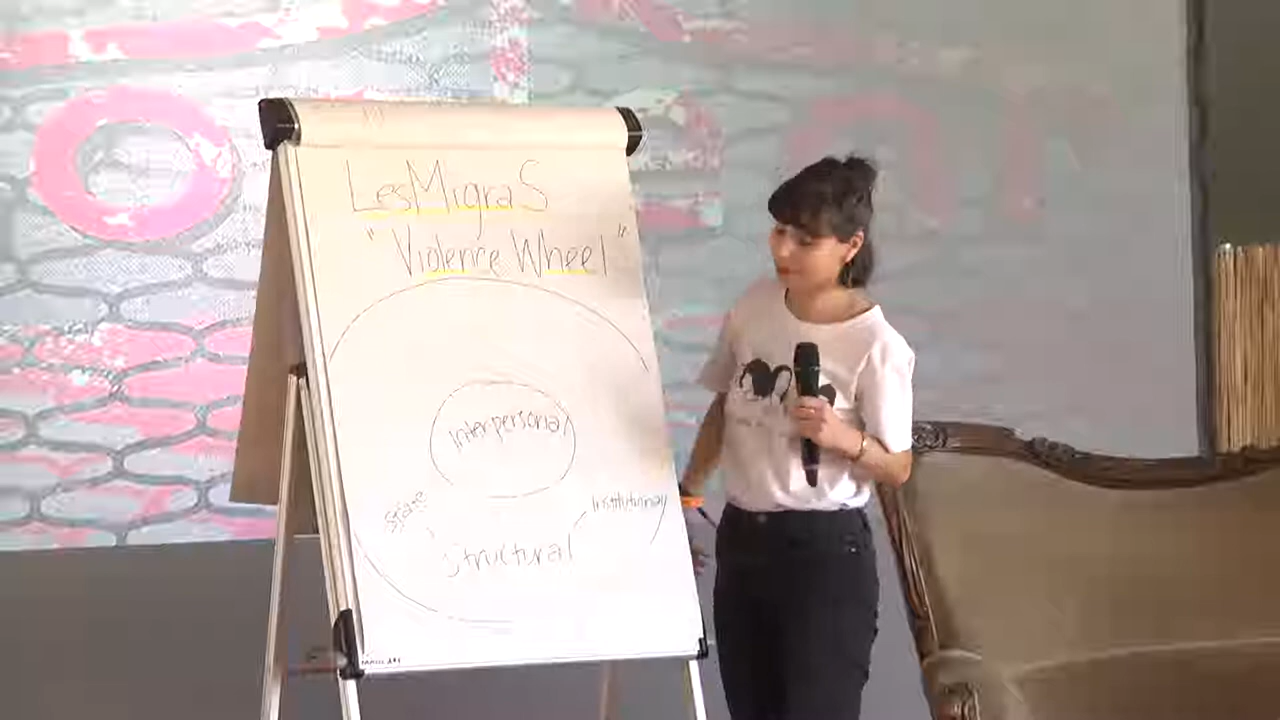 LesMigraS
"Violence Wheel"
Interpersonal
State
Institutional
Structural